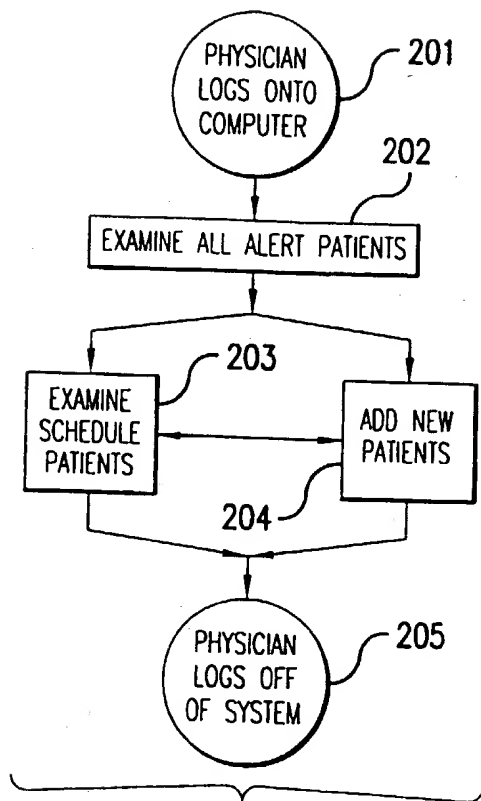 PHYSICIAN
LOGS ONTO
COMPUTER
201
202
EXAMINE ALL ALERT PATIENTS
203
EXAMINE
SCHEDULE
PATIENTS
ADD NEW
PATIENTS
204
PHYSICIAN
LOGS OFF
OF SYSTEM
205